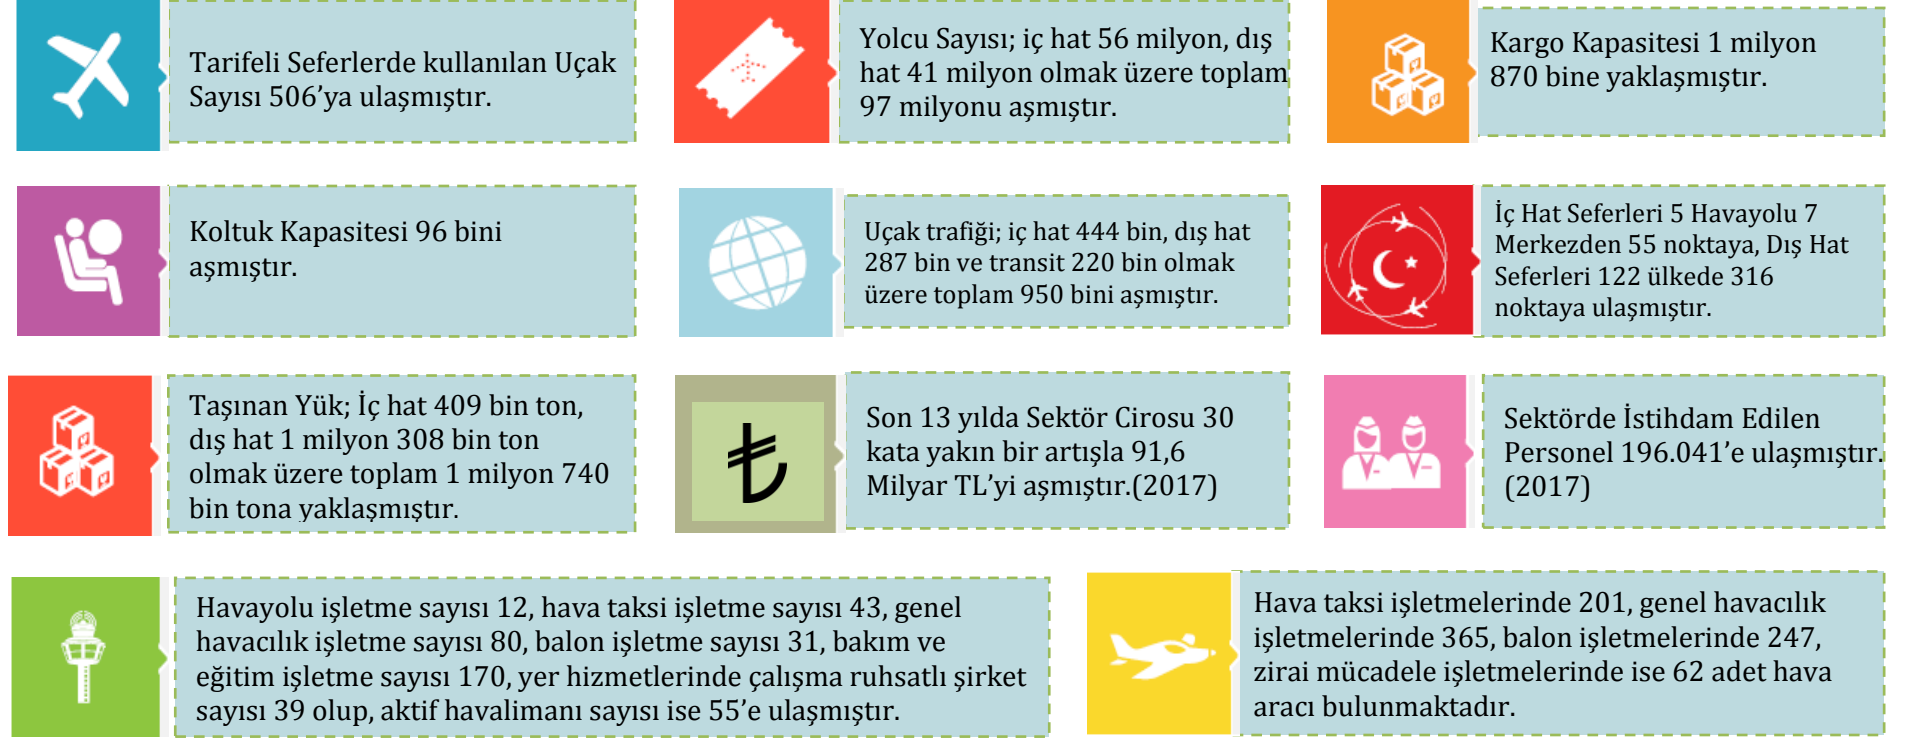 Tarifeli Seferlerde kullanılan Uçak
Sayısı 506’ya ulaşmıştır.
Yolcu Sayısı; iç hat 56 milyon, dış
hat 41 milyon olmak üzere toplam
97 milyonu aşmıştır.
Kargo Kapasitesi 1 milyon
870 bine yaklaşmıştır.
Koltuk Kapasitesi 96 bini
aşmıştır.
Uçak trafiği; iç hat 444 bin, dış hat
287 bin ve transit 220 bin olmak
üzere toplam 950 bini aşmıştır.
İç Hat Seferleri 5 Havayolu 7
Merkezden 55 noktaya, Dış Hat
Seferleri 122 ülkede 316
noktaya ulaşmıştır.
Taşınan Yük; İç hat 409 bin ton,
dış hat 1 milyon 308 bin ton
olmak üzere toplam 1 milyon 740
bin tona yaklaşmıştır.
₺
Son 13 yılda Sektör Cirosu 30
kata yakın bir artışla 91,6
Milyar TL’yi aşmıştır.(2017)
Sektörde İstihdam Edilen
Personel 196.041’e ulaşmıştır.
(2017)
Havayolu işletme sayısı 12, hava taksi işletme sayısı 43, genel
havacılık işletme sayısı 80, balon işletme sayısı 31, bakım ve
eğitim işletme sayısı 170, yer hizmetlerinde çalışma ruhsatlı şirket
sayısı 39 olup, aktif havalimanı sayısı ise 55’e ulaşmıştır.
Hava taksi işletmelerinde 201, genel havacılık
işletmelerinde 365, balon işletmelerinde 247,
zirai mücadele işletmelerinde ise 62 adet hava
aracı bulunmaktadır.